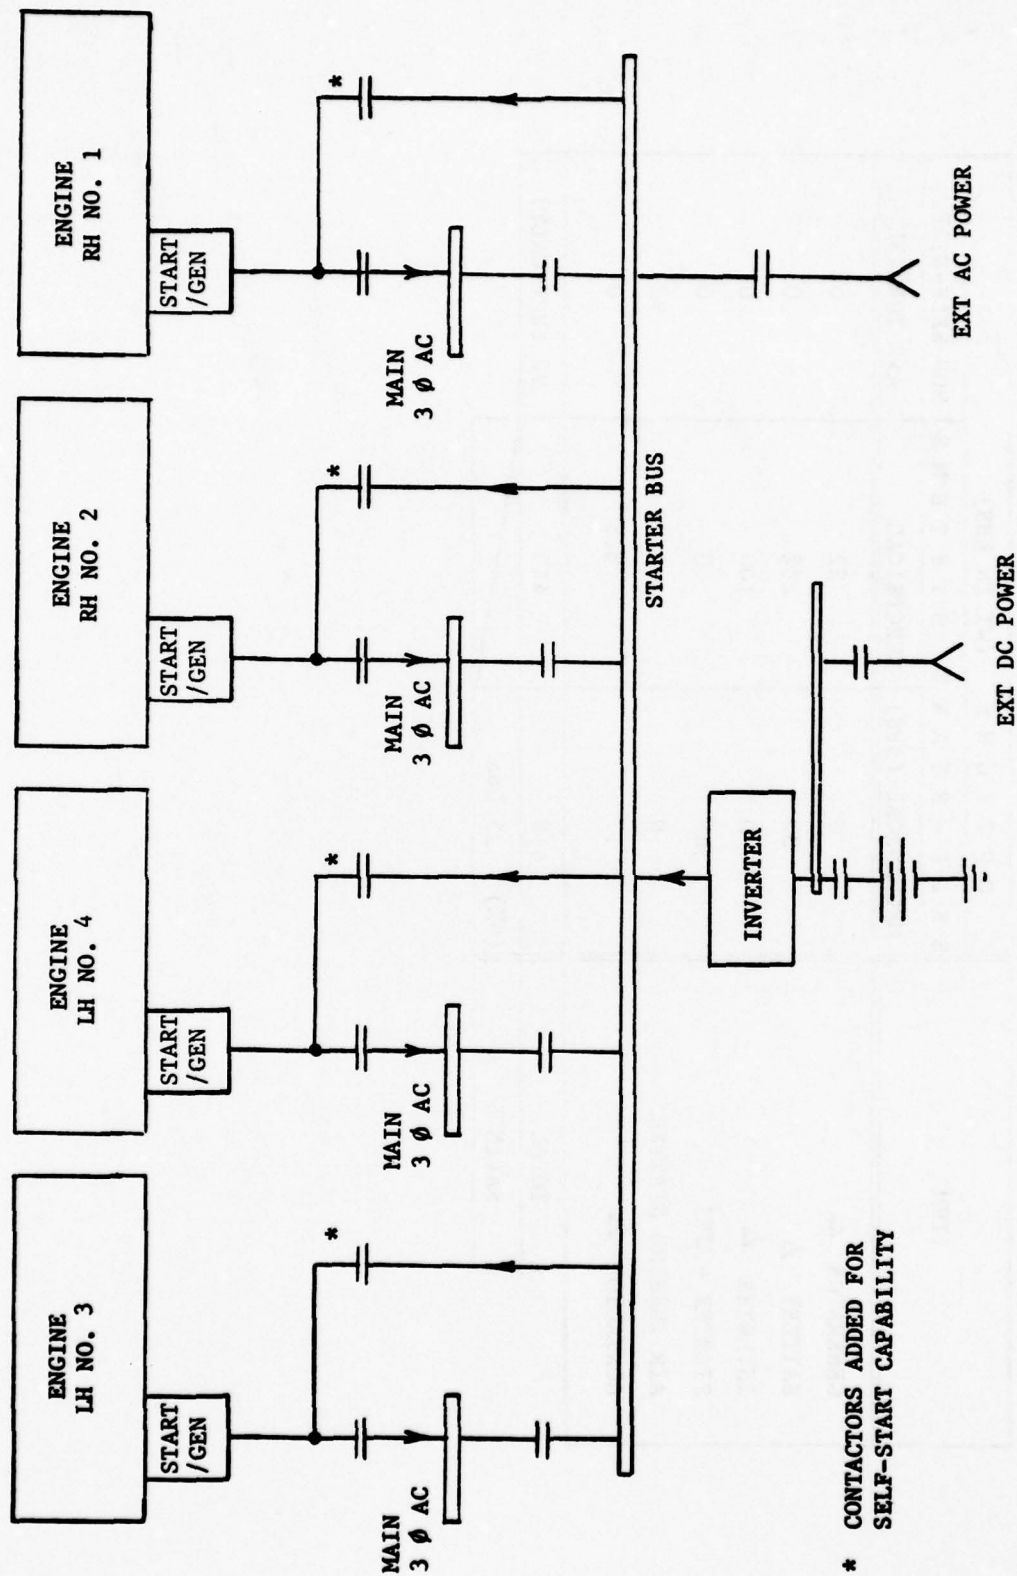 ENGINE
LH NO. 3
ENGINE
LH NO. 4
ENGINE
RH NO. 2
ENGINE
RH NO. 1
START
/GEN
START
/GEN
START
/GEN
START
/GEN
*
*
*
*
MAIN
3 Ø AC
MAIN
3 Ø AC
MAIN
3 Ø AC
MAIN
3 Ø AC
STARTER BUS
INVERTER
EXT DC POWER
EXT AC POWER
* CONTACTORS ADDED FOR
SELF-START CAPABILITY